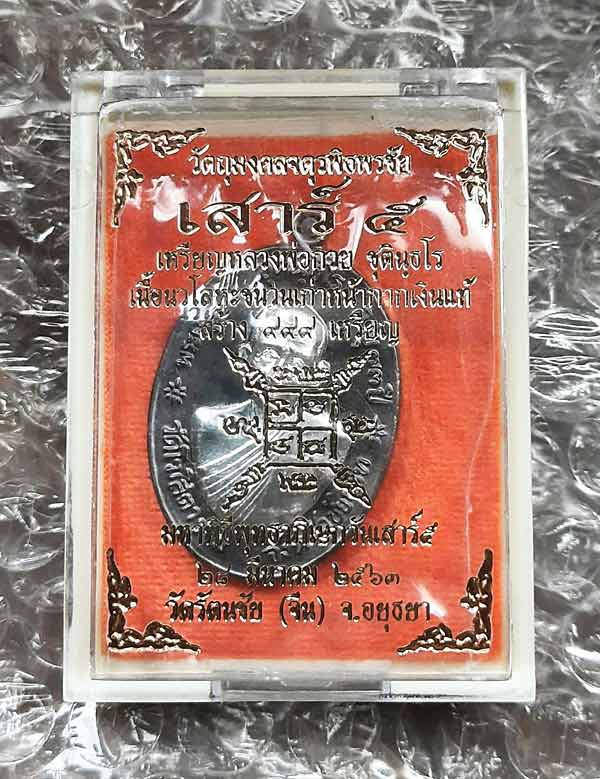 วัตถุมงคลจตุรพิธพรชัย
เสาร์ ๕
เหรียญหลวงพ่อกวย ชุตินฺธโร
เนื้อนวโลหะชนวนเก่าหน้ากากเงินแท้
สร้าง ๙๙๙ เหรียญ
มหาพิธีพุทธาภิเษกวันเสาร์๕
๒๘ มีนาคม ๒๕๖๓
วัดรัตนชัย (จีน) จ.อยุธยา